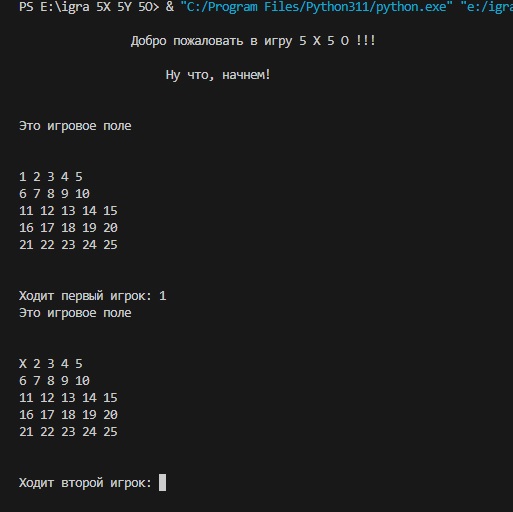 PS E:\igra 5X 5Y 5O> & "C:/Program Files/Python311/python.exe" "e:/igra
Добро пожаловать в игру 5 X 5 O !!!
Ну что, начнем!
Это игровое поле
1 2 3 4 5
6 7 8 9 10
11 12 13 14 15
16 17 18 19 20
21 22 23 24 25
Ходит первый игрок: 1
Это игровое поле
X 2 3 4 5
6 7 8 9 10
11 12 13 14 15
16 17 18 19 20
21 22 23 24 25
Ходит второй игрок: